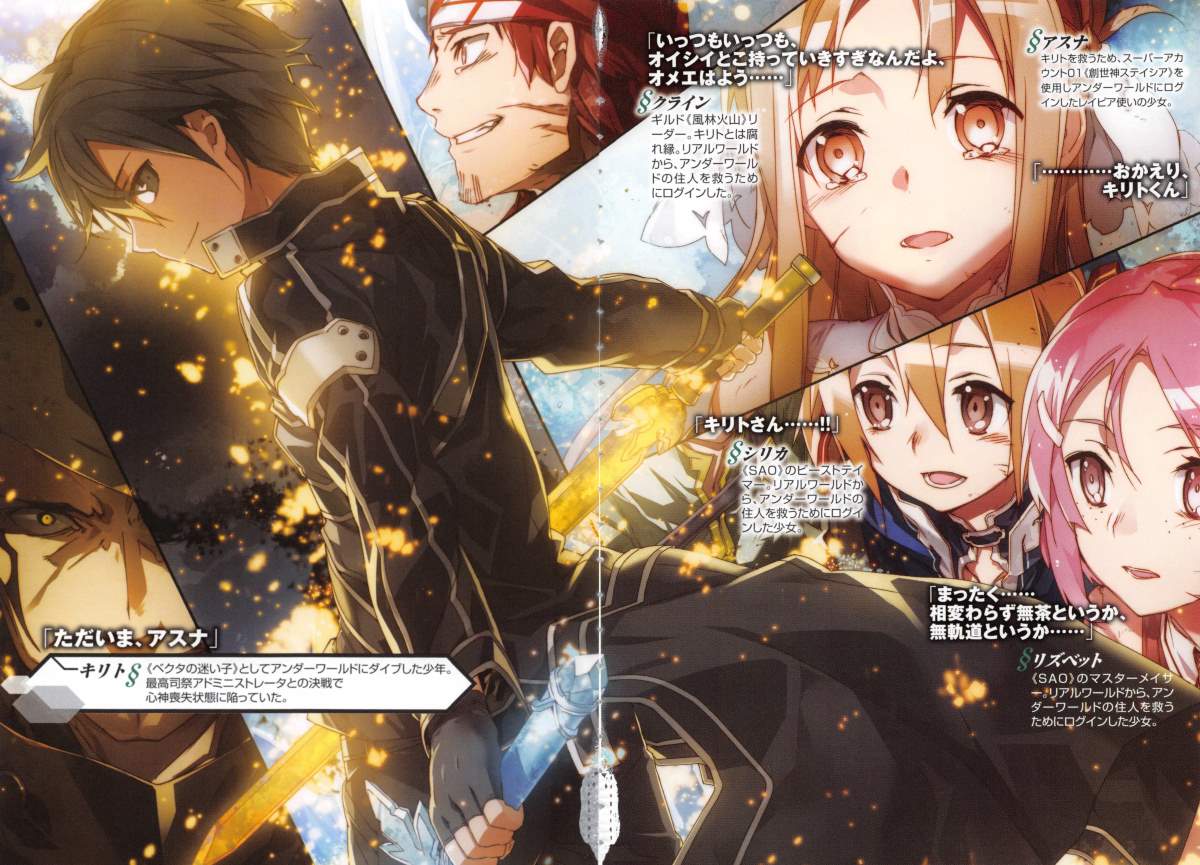 「いっつもいっつも、
オイシイとこ持っていきすぎなんだよ、
オメエはよう……」
§クライン
ギルド《風林火山》リ
ーダー。キリトとは腐
れ縁。リアルワールド
から、アンダーワール
ドの住人を救うため
にログインした。
§アスナ
キリトを救うため、スーパーアカ
ウント01《創世神ステイシア》を
使用しアンダーワールドにログ
インしたレイピア使いの少女。
「…………おかえり、
キリトくん」
「キリトさん……!!」
§シリカ
《SAO》のビーストテイ
マー。リアルワールドか
ら、アンダーワールドの
住人を救うためにログイ
ンした少女。
「まったく……
相変わらず無茶というか、
無軌道というか……」
§リズベット
《SAO》のマスターメイサ
ー。リアルワールドから、アン
ダーワールドの住人を救う
ためにログインした少女。
「ただいま、アスナ」
キリト§
《ベクタの迷い子》としてアンダーワールドにダイブした少年。
最高司祭アドミニストレータとの決戦で
心神喪失状態に陥っていた。